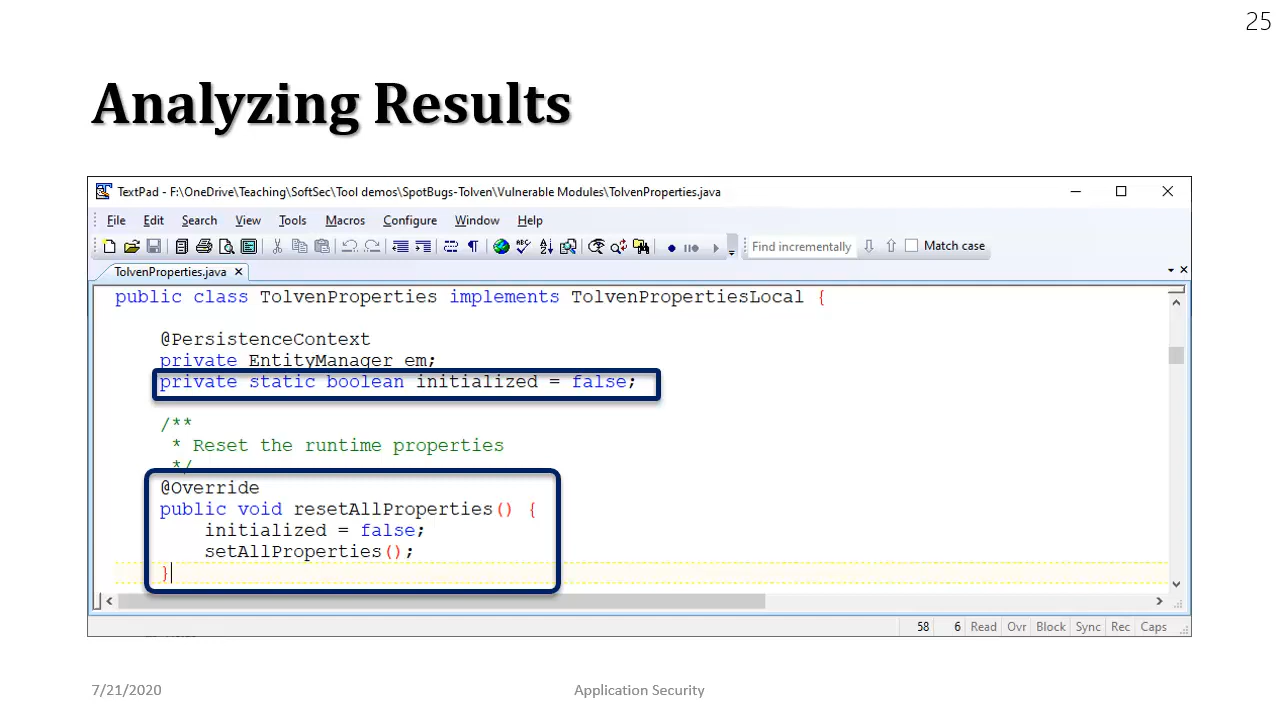 25
Analyzing Results
TextPad - F:\OneDrive\Teaching\SoftSec\Tool demos\SpotBugs-Tolven\Vulnerable Modules\TolvenProperties.java
File Edit Search View Tools Macros Configure Window Help
Find incrementally Match case
TolvenProperties.java
public class TolvenProperties implements TolvenPropertiesLocal {
@PersistenceContext
private EntityManager em;
private static boolean initialized = false;
/**
* Reset the runtime properties
*/
@Override
public void resetAllProperties() {
initialized = false;
setAllProperties();
}
58 6 Read Ovr Block Sync Rec Caps
7/21/2020 Application Security